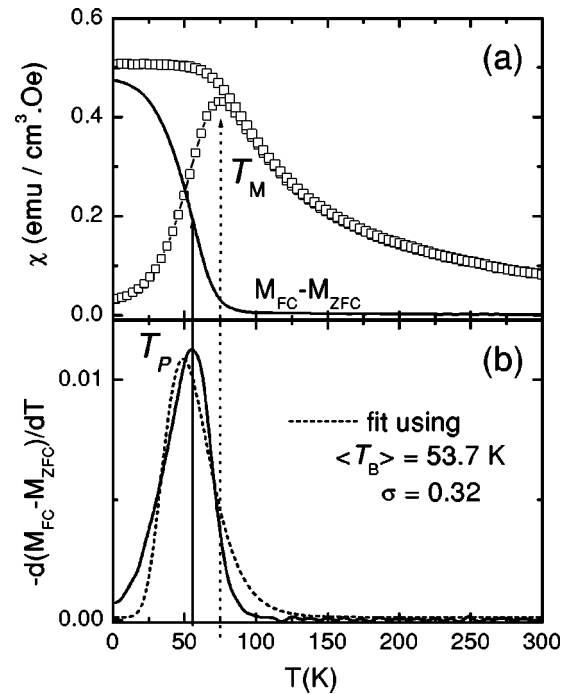 (a)
0.6
0.4
0.2
0.0
χ (emu / cm³.Oe)
T_M
M_FC-M_ZFC
(b)
T_P
0.01
0.00
-d(M_FC-M_ZFC)/dT
fit using
<T_B> = 53.7 K
σ = 0.32
0 50 100 150 200 250 300
T(K)